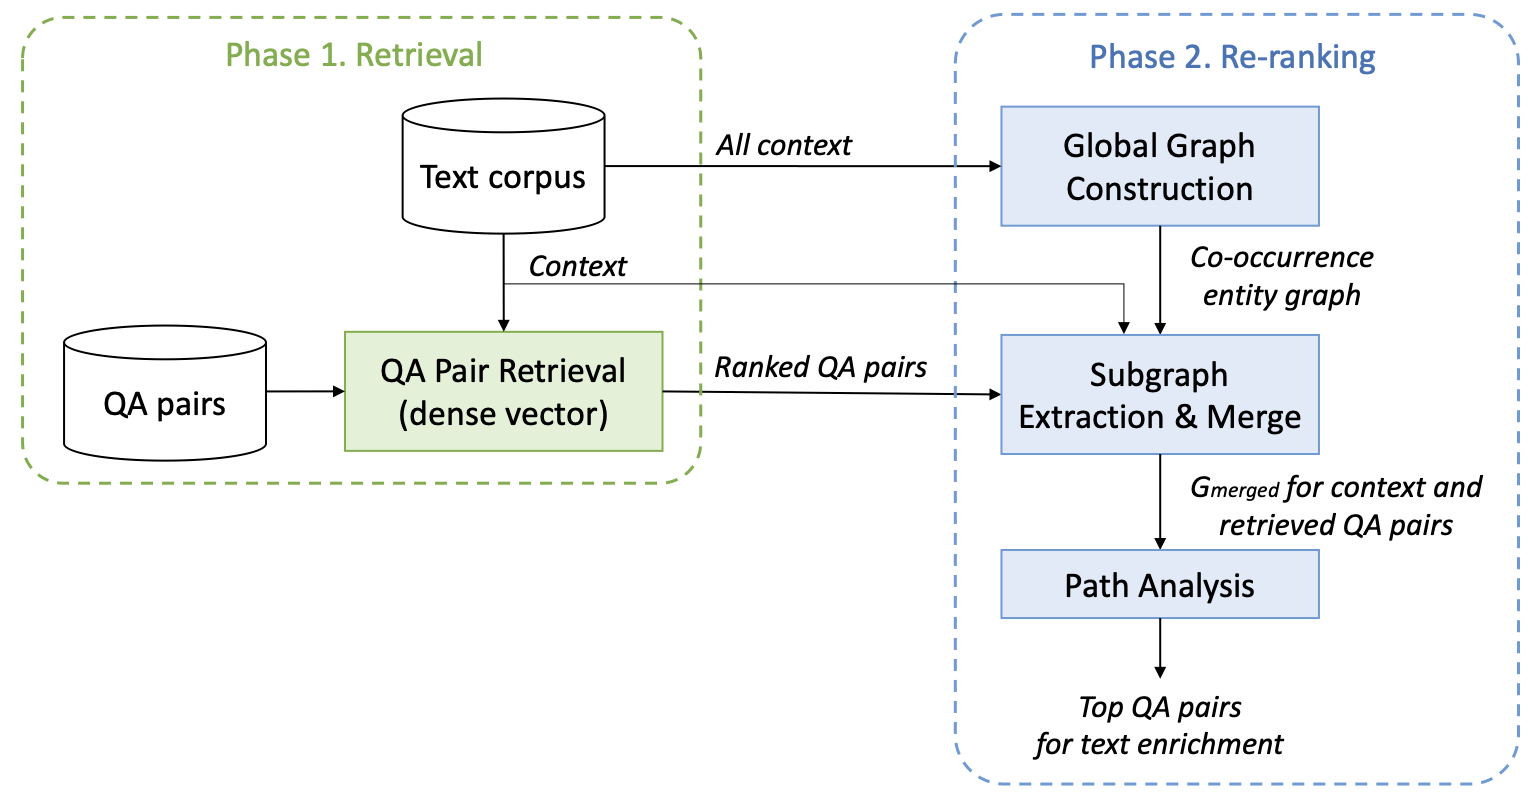 Phase 1. Retrieval
Text corpus
All context
Context
QA pairs
QA Pair Retrieval
(dense vector)
Ranked QA pairs
Phase 2. Re-ranking
Global Graph
Construction
Co-occurrence
entity graph
Subgraph
Extraction & Merge
Gmerged for context and
retrieved QA pairs
Path Analysis
Top QA pairs
for text enrichment